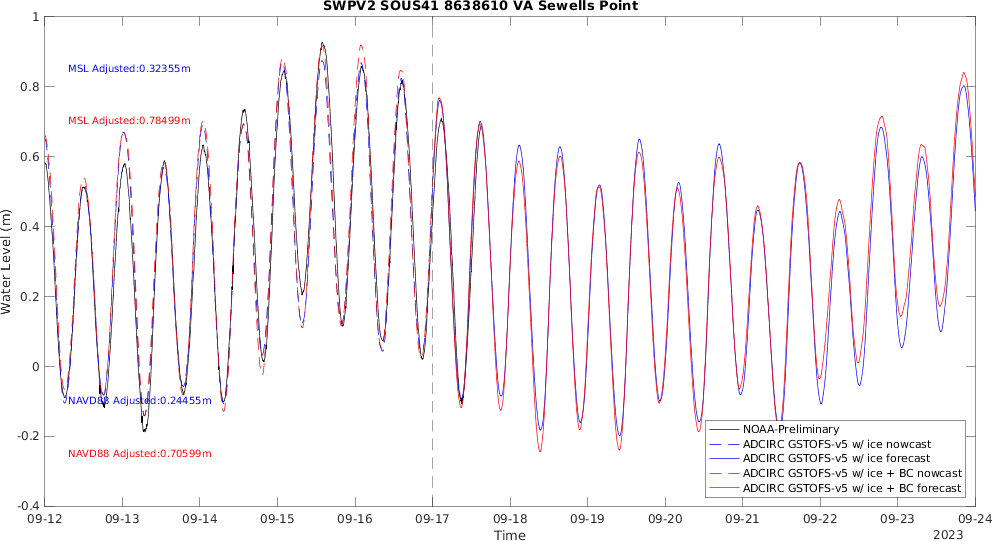 SWPV2 SOUS41 8638610 VA Sewells Point
1
0.8
0.6
0.4
0.2
0
-0.2
-0.4
Water Level (m)
MSL Adjusted:0.32355m
MSL Adjusted:0.78499m
NAVD88 Adjusted:0.24455m
NAVD88 Adjusted:0.70599m
NOAA-Preliminary
ADCIRC GSTOFS-v5 w/ ice nowcast
ADCIRC GSTOFS-v5 w/ ice forecast
ADCIRC GSTOFS-v5 w/ ice + BC nowcast
ADCIRC GSTOFS-v5 w/ ice + BC forecast
09-12 09-13 09-14 09-15 09-16 09-17 09-18 09-19 09-20 09-21 09-22 09-23 09-24
Time
2023